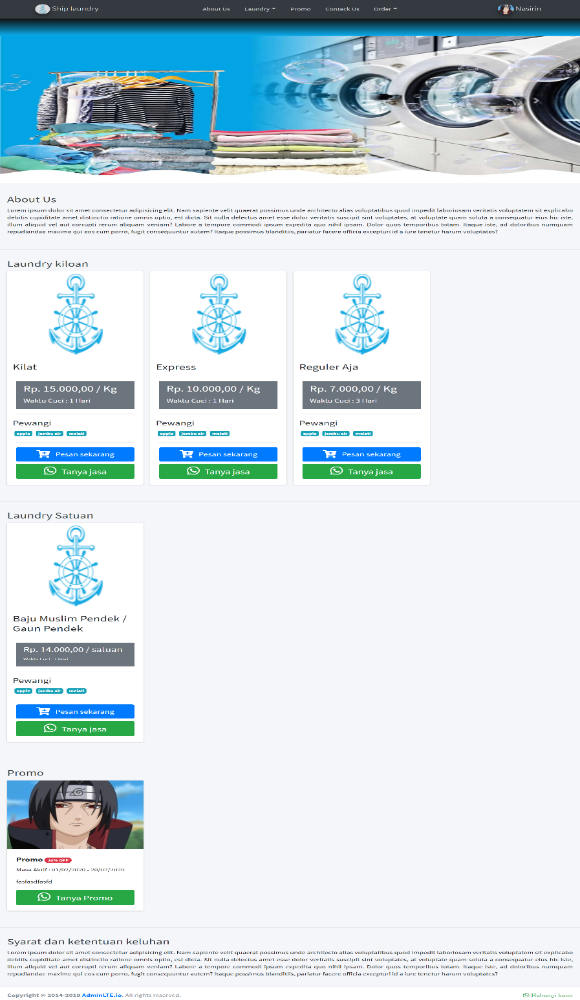 Ship laundry
About Us
Laundry
Promo
Contack Us
Order
Nasirin
About Us
Lorem ipsum dolor sit amet consectetur adipisicing elit. Nam sapiente velit quaerat possimus unde architecto alias voluptatibus quod impedit laboriosam veritatis voluptatem sit explicabo
debitis cupiditate amet distinctio ratione omnis optio, est dicta. Sit nulla delectus amet esse dolor veritatis suscipit sint voluptates, at voluptate quam soluta a consequatur eius hic iste,
illum aliquid vel aut corrupti rerum aliquam veniam? Labore a tempore commodi ipsum expedita quo nihil ipsam. Dolor quos temporibus totam. Itaque iste, ad doloribus numquam
repudiandae maxime qui eos cum porro, fugit consequuntur autem? Itaque possimus blanditiis, pariatur facere officia excepturi id a iure tenetur harum voluptates?
Laundry kiloan
Kilat
Rp. 15.000,00 / Kg
Waktu Cuci : 1 Hari
Pewangi
apple jambu air melati
Pesan sekarang
Tanya jasa
Express
Rp. 10.000,00 / Kg
Waktu Cuci : 1 Hari
Pewangi
apple jambu air melati
Pesan sekarang
Tanya jasa
Reguler Aja
Rp. 7.000,00 / Kg
Waktu Cuci : 3 Hari
Pewangi
apple jambu air melati
Pesan sekarang
Tanya jasa
Laundry Satuan
Baju Muslim Pendek /
Gaun Pendek
Rp. 14.000,00 / satuan
Waktu Cuci : 1 Hari
Pewangi
apple jambu air melati
Pesan sekarang
Tanya jasa
Promo
Promo 20% OFF
Masa Aktif : 01/02/2020 - 20/02/2020
fasfasdfasfd
Tanya Promo
Syarat dan ketentuan keluhan
Lorem ipsum dolor sit amet consectetur adipisicing elit. Nam sapiente velit quaerat possimus unde architecto alias voluptatibus quod impedit laboriosam veritatis voluptatem sit explicabo
debitis cupiditate amet distinctio ratione omnis optio, est dicta. Sit nulla delectus amet esse dolor veritatis suscipit sint voluptates, at voluptate quam soluta a consequatur eius hic iste,
illum aliquid vel aut corrupti rerum aliquam veniam? Labore a tempore commodi ipsum expedita quo nihil ipsam. Dolor quos temporibus totam. Itaque iste, ad doloribus numquam
repudiandae maxime qui eos cum porro, fugit consequuntur autem? Itaque possimus blanditiis, pariatur facere officia excepturi id a iure tenetur harum voluptates?
Copyright © 2014-2019 AdminLTE.io. All rights reserved.
Hubungi kami